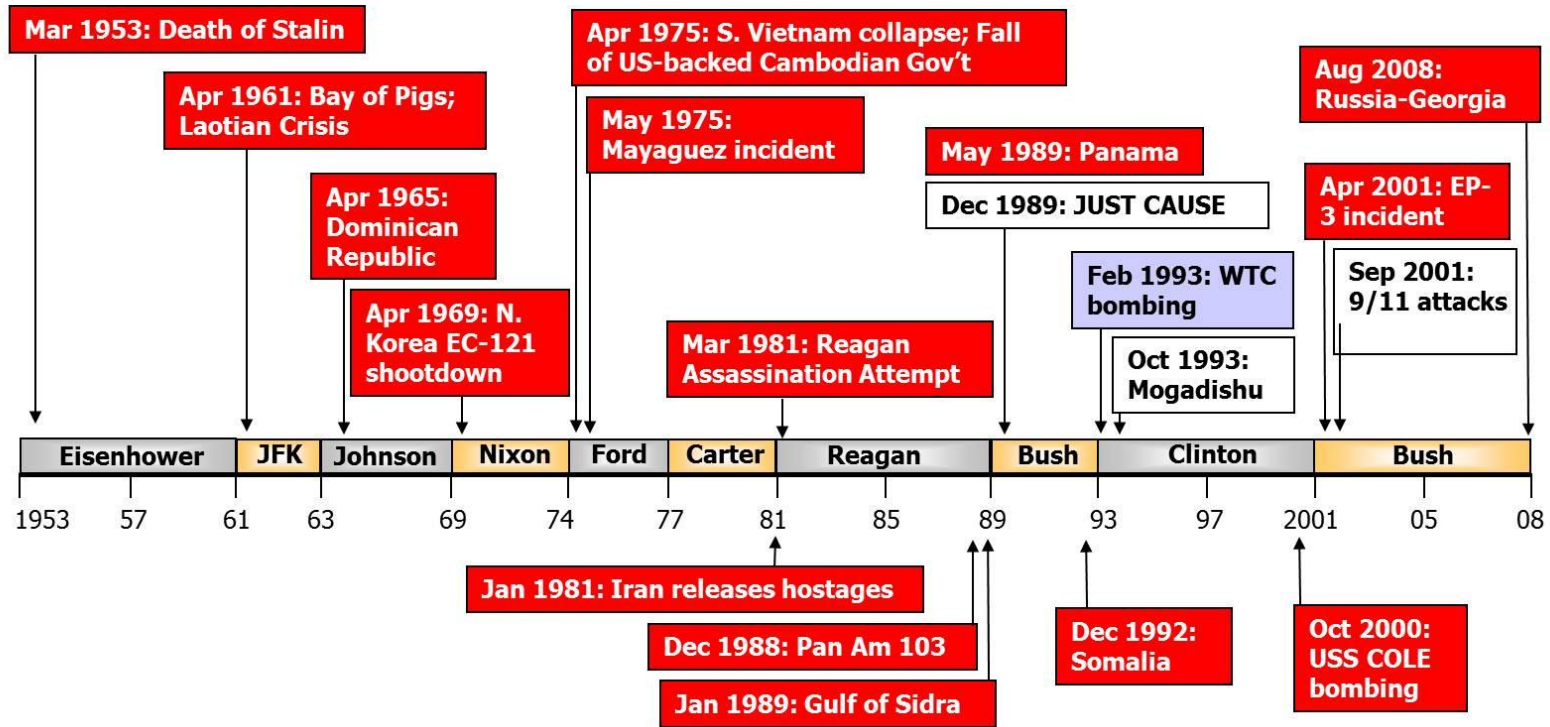 Mar 1953: Death of Stalin
Apr 1961: Bay of Pigs;
Laotian Crisis
Apr 1965:
Dominican
Republic
Apr 1969: N.
Korea EC-121
shootdown
Apr 1975: S. Vietnam collapse; Fall
of US-backed Cambodian Gov't
May 1975:
Mayaguez incident
Mar 1981: Reagan
Assassination Attempt
May 1989: Panama
Dec 1989: JUST CAUSE
Feb 1993: WTC
bombing
Oct 1993:
Mogadishu
Aug 2008:
Russia-Georgia
Apr 2001: EP-
3 incident
Sep 2001:
9/11 attacks
Eisenhower JFK Johnson Nixon Ford Carter Reagan Bush Clinton Bush
1953 57 61 63 69 74 77 81 85 89 93 97 2001 05 08
Jan 1981: Iran releases hostages
Dec 1988: Pan Am 103
Jan 1989: Gulf of Sidra
Dec 1992:
Somalia
Oct 2000:
USS COLE
bombing